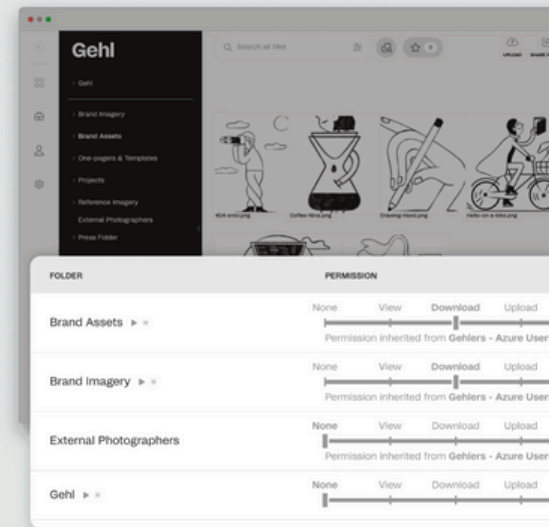 Gehl
Search all files
0
UPLOAD
› Gehl
› Brand Imagery
› Brand Assets
› One-pagers & Templates
› Projects
› Reference Imagery
External Photographers
› Press Folder
404-error.png
Coffee-time.png
Drawing Hand.png
Hello-on-a-bike.png
FOLDER PERMISSION
None View Download Upload
Brand Assets
Permission inherited from Gehlers - Azure User
None View Download Upload
Brand Imagery
Permission inherited from Gehlers - Azure User
None View Download Upload
External Photographers
Permission inherited from Gehlers - Azure User
None View Download Upload
Gehl